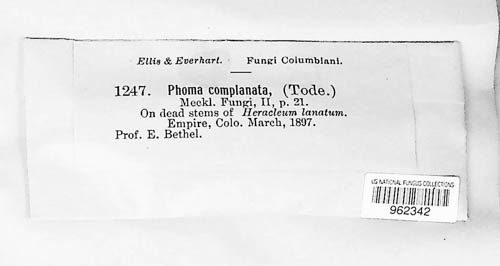 Ellis & Everhart. Fungi Columbiani.
1247. Phoma complanata, (Tode.)
Meckl. Fungi, II, p. 21.
On dead stems of Heracleum lanatum.
Empire, Colo. March, 1897.
Prof. E. Bethel.
US NATIONAL FUNGUS COLLECTIONS
962342